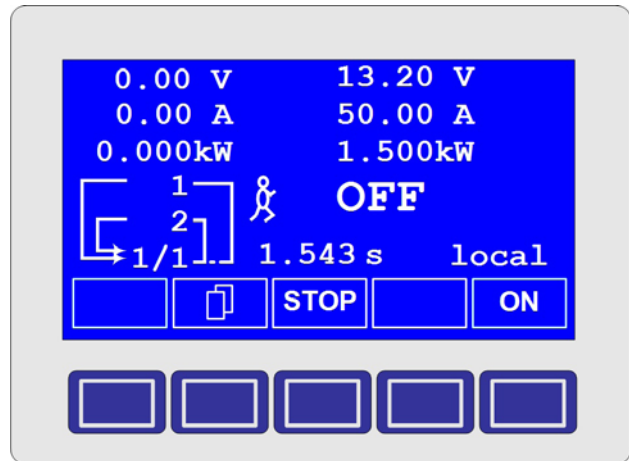 0.00 V 13.20 V
0.00 A 50.00 A
0.000kW 1.500kW
1 OFF
2
1/1 1.543 s local
STOP ON